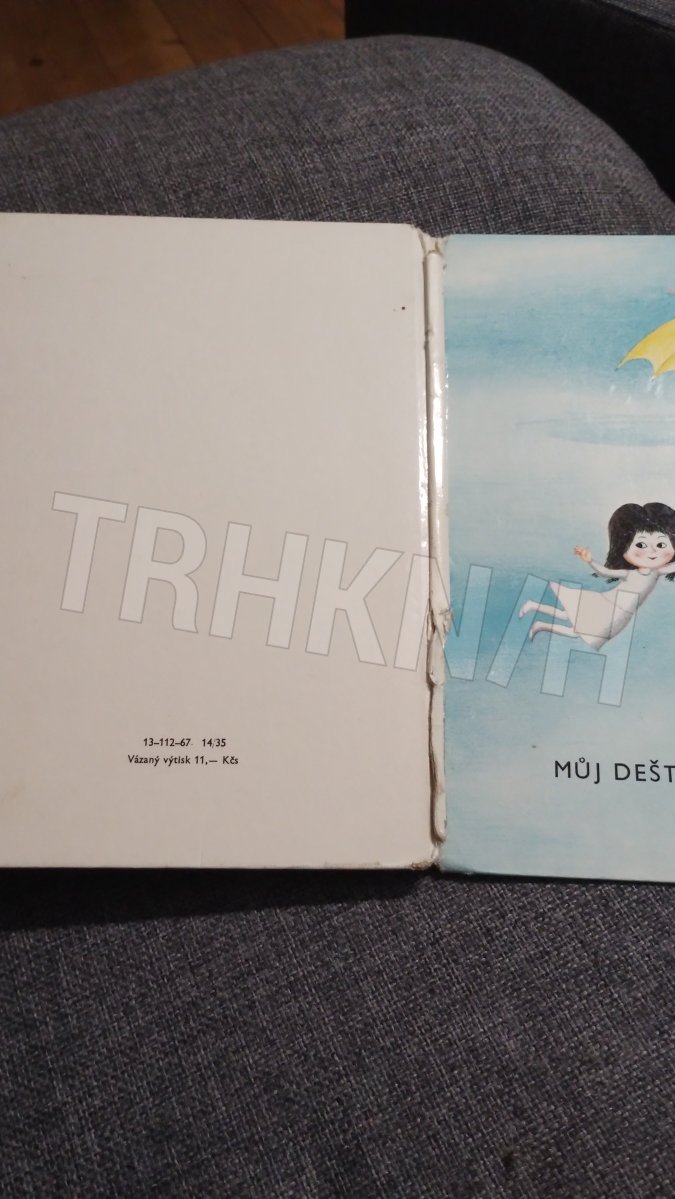 TRHKNIH
13–112–67 14/35
Vázaný výtisk 11,— Kčs
MŮJ DEŠT